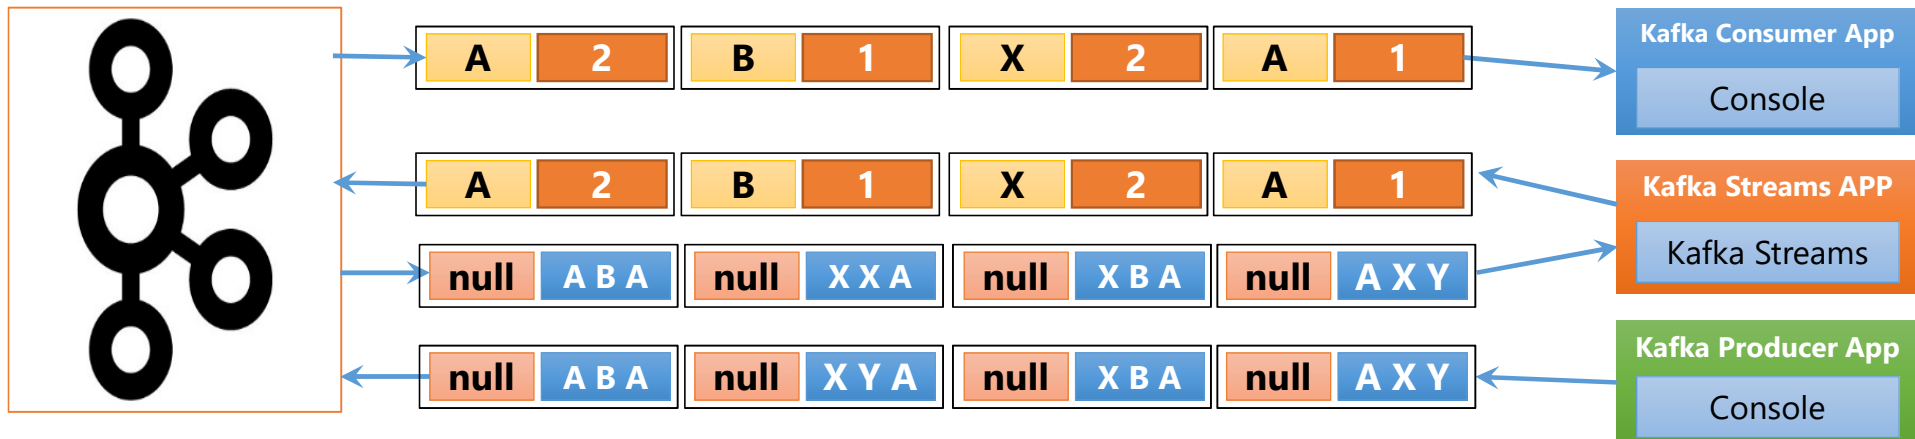 A 2 B 1 X 2 A 1
Kafka Consumer App
Console
A 2 B 1 X 2 A 1
Kafka Streams APP
Kafka Streams
null A B A null X X A null X B A null A X Y
null A B A null X Y A null X B A null A X Y
Kafka Producer App
Console